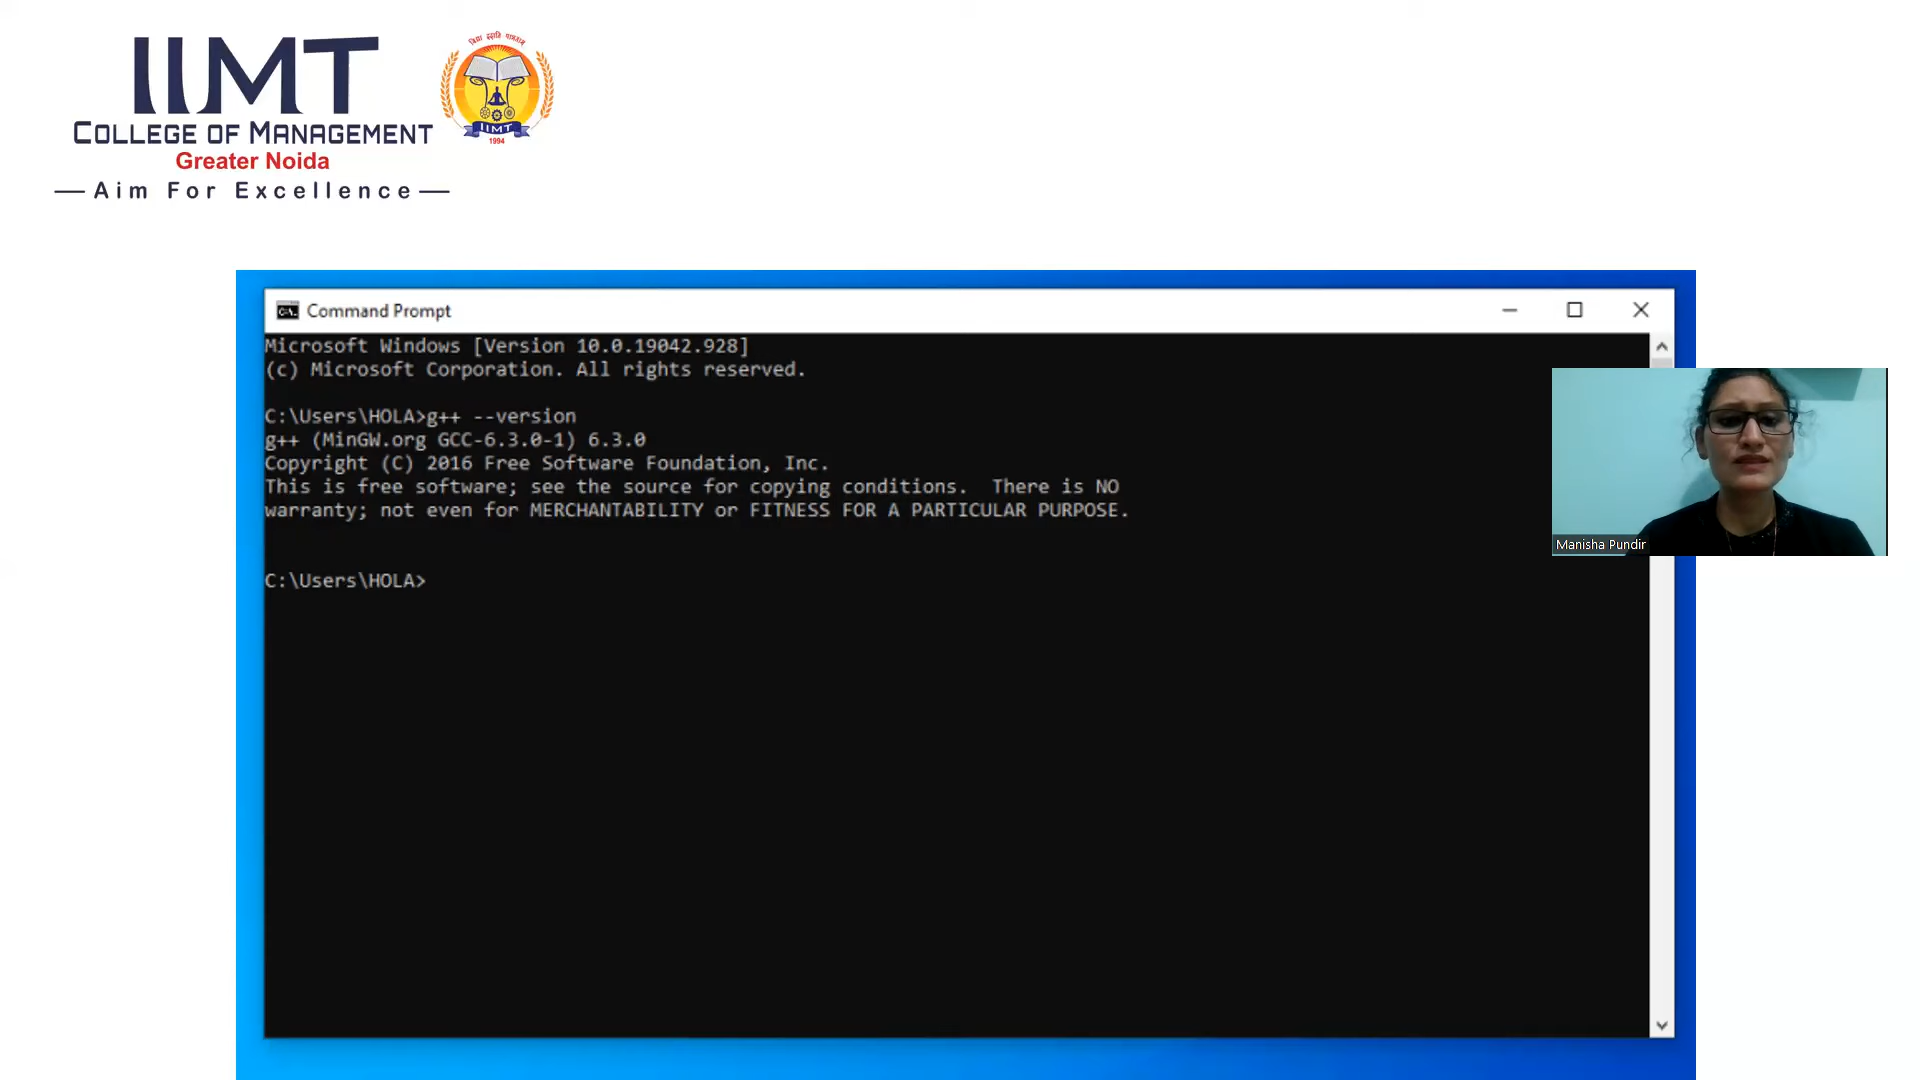 IIMT
COLLEGE OF MANAGEMENT
Greater Noida
Aim For Excellence
IIMT
1994
Command Prompt
Microsoft Windows [Version 10.0.19042.928]
(c) Microsoft Corporation. All rights reserved.
C:\Users\HOLA>g++ --version
g++ (MinGW.org GCC-6.3.0-1) 6.3.0
Copyright (C) 2016 Free Software Foundation, Inc.
This is free software; see the source for copying conditions.  There is NO
warranty; not even for MERCHANTABILITY or FITNESS FOR A PARTICULAR PURPOSE.
C:\Users\HOLA>
Manisha Pundir